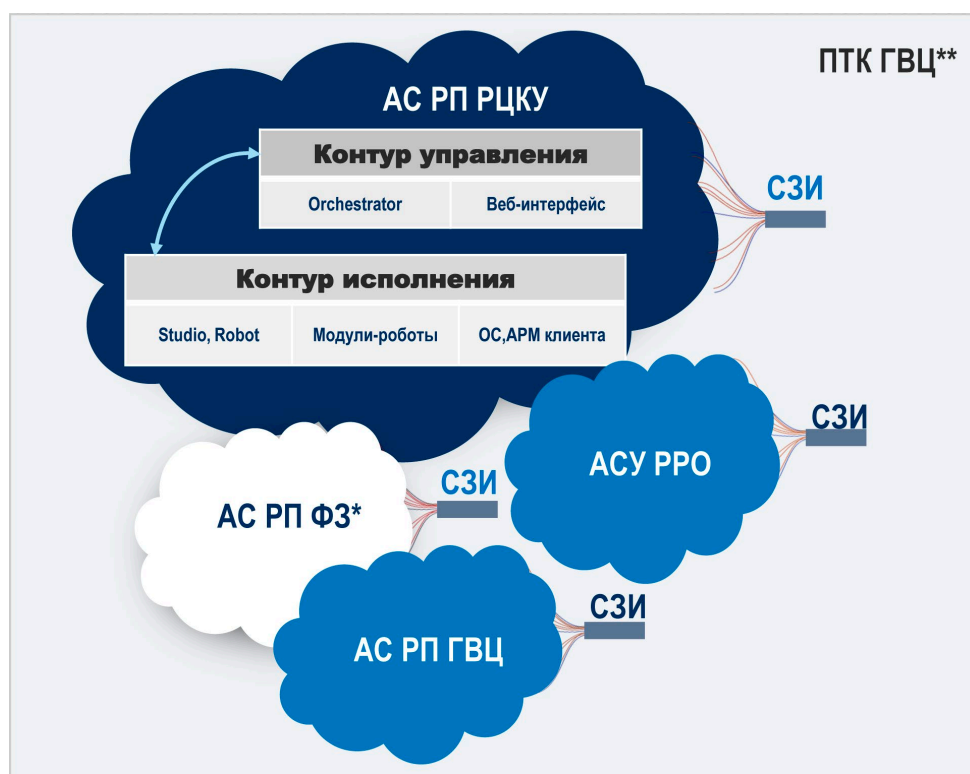 ПТК ГВЦ**
АС РП РЦКУ
Контур управления
Orchestrator
Веб-интерфейс
СЗИ
Контур исполнения
Studio, Robot
Модули-роботы
ОС,АРМ клиента
СЗИ
АСУ РРО
СЗИ
АС РП ФЗ*
СЗИ
АС РП ГВЦ